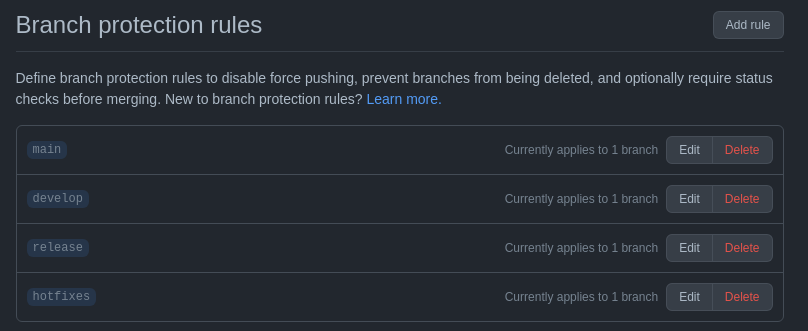 Branch protection rules
Add rule
Define branch protection rules to disable force pushing, prevent branches from being deleted, and optionally require status
checks before merging. New to branch protection rules? Learn more.
main Currently applies to 1 branch Edit Delete
develop Currently applies to 1 branch Edit Delete
release Currently applies to 1 branch Edit Delete
hotfixes Currently applies to 1 branch Edit Delete